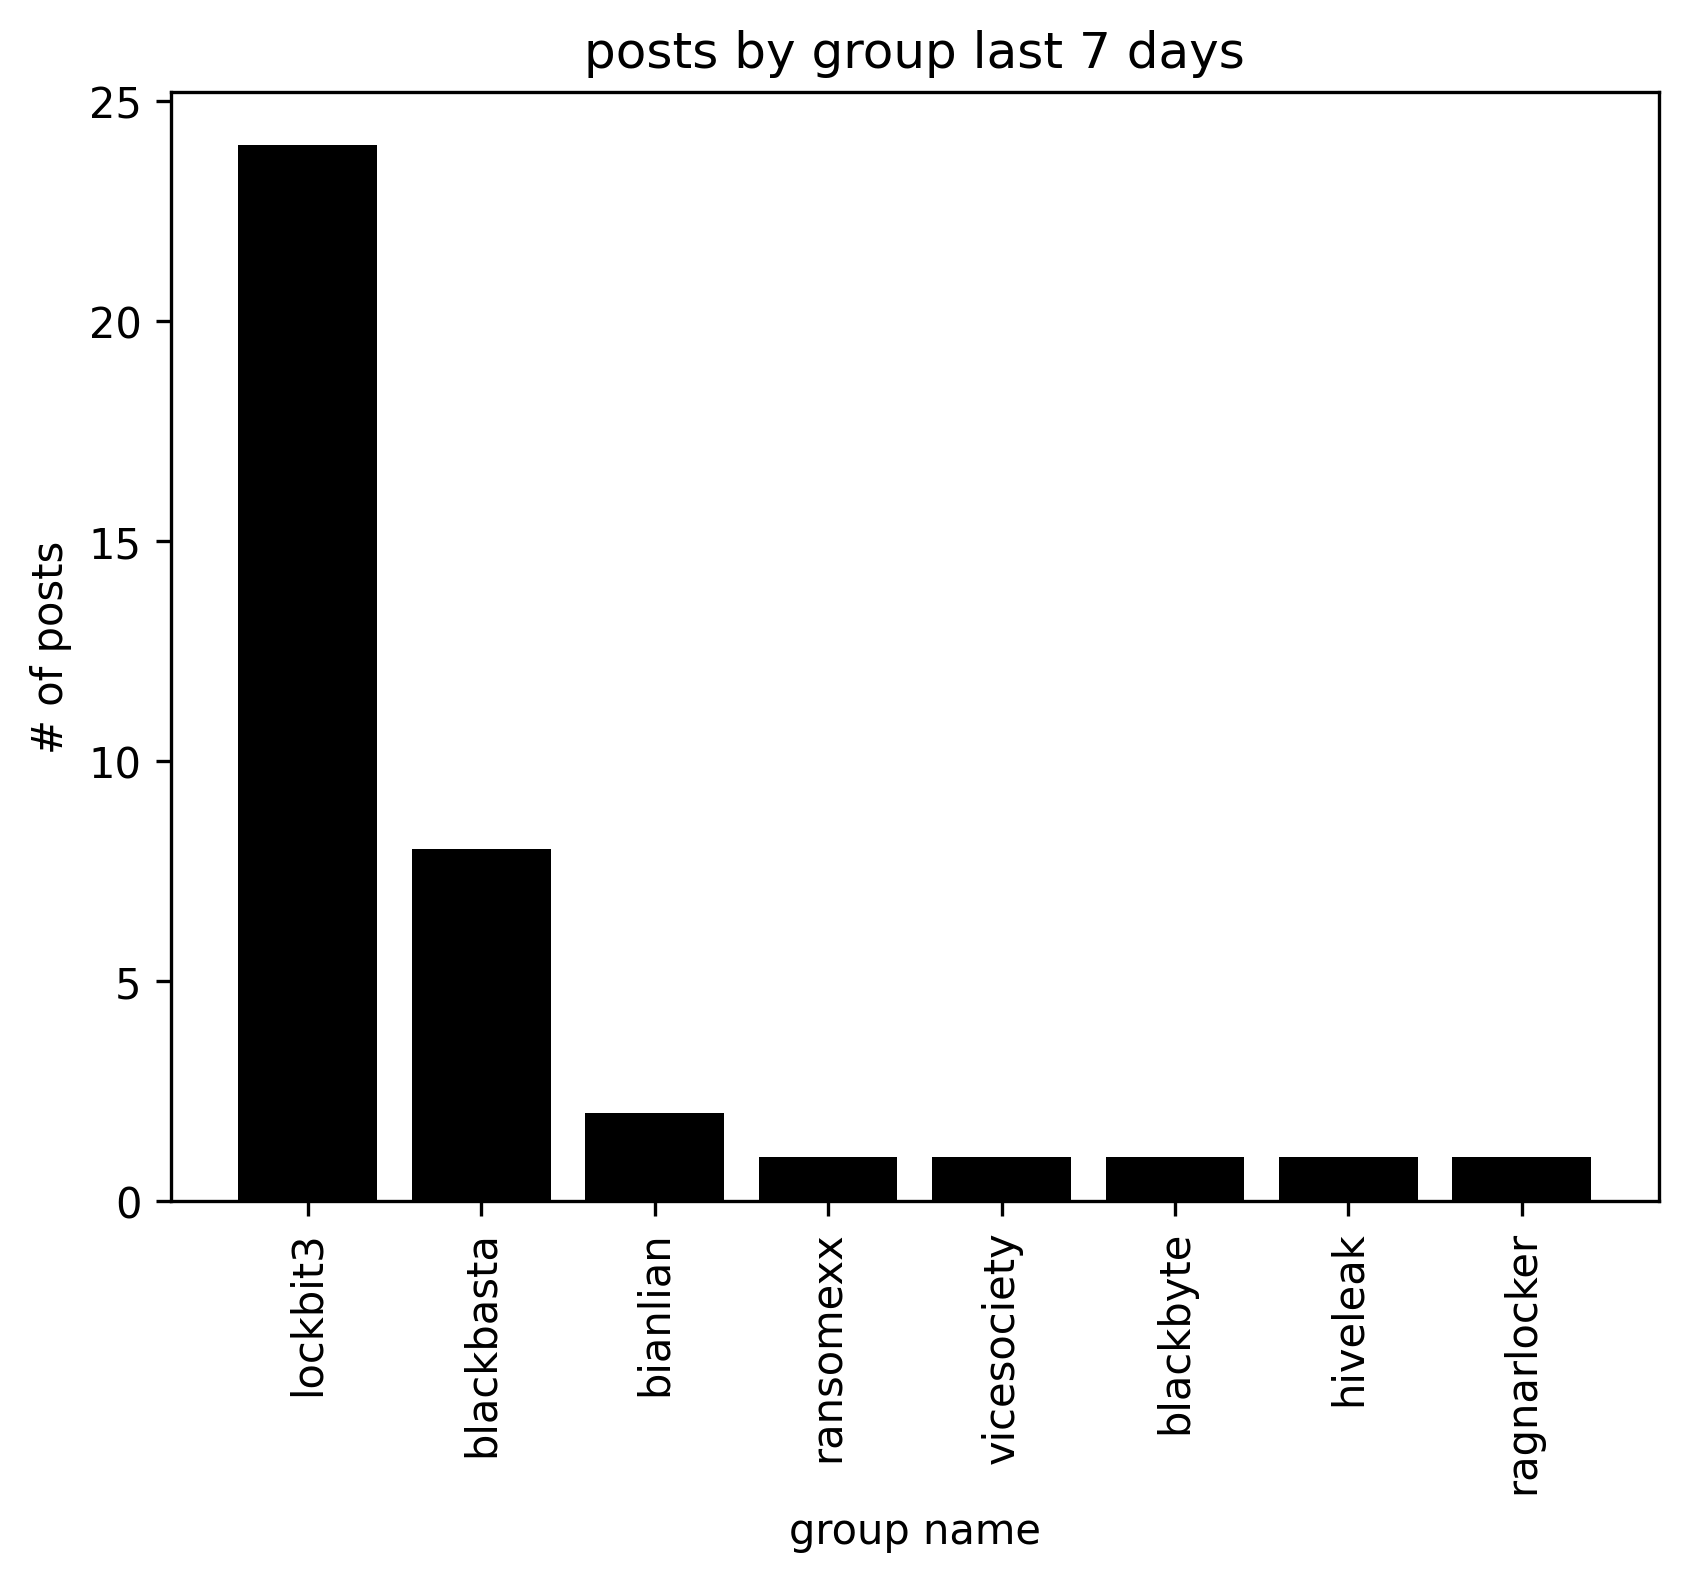 posts by group last 7 days
25
20
15
10
5
0
# of posts
lockbit3
blackbasta
bianlian
ransomexx
vicesociety
blackbyte
hiveleak
ragnarlocker
group name